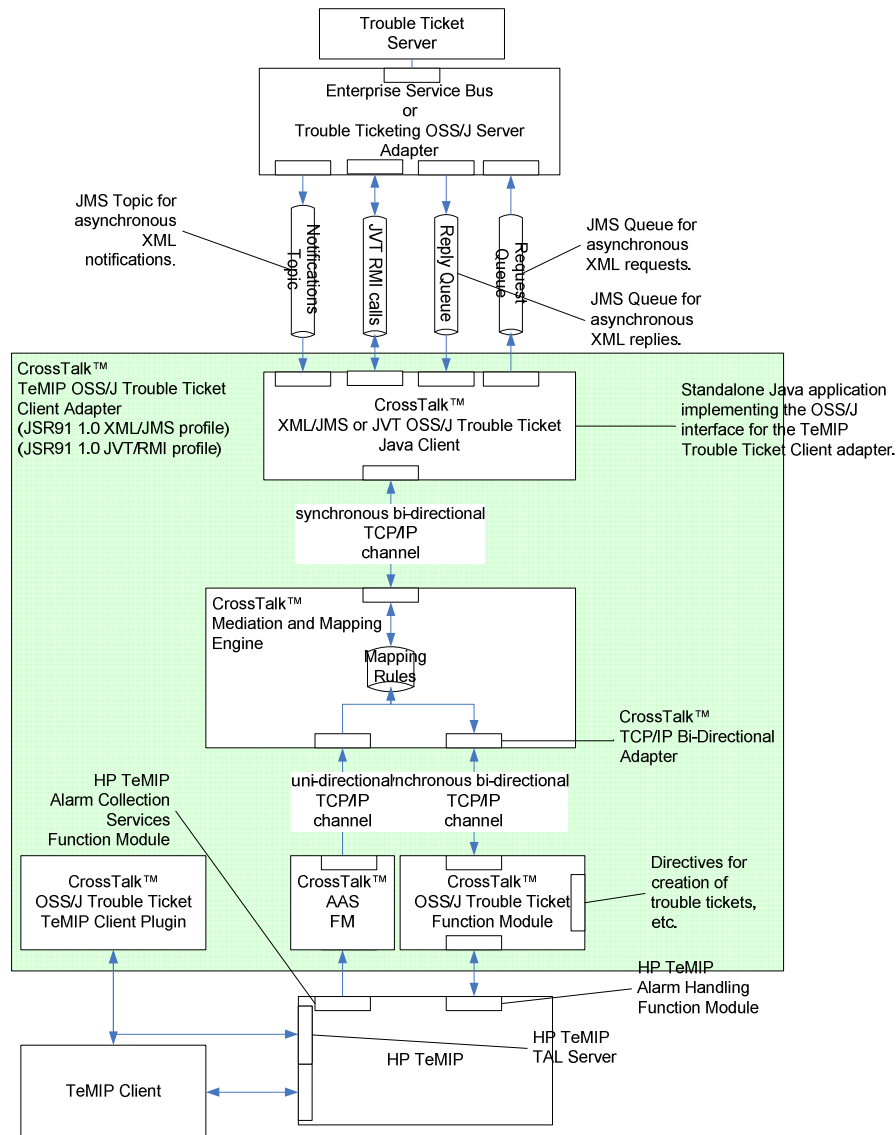 Trouble Ticket
Server
Enterprise Service Bus
or
Trouble Ticketing OSS/J Server
Adapter
JMS Topic for
asynchronous
XML
notifications.
Notifications
Topic
JVT RMI calls
Reply Queue
Request
Queue
JMS Queue for
asynchronous
XML requests.
JMS Queue for
asynchronous
XML replies.
CrossTalk™
TeMIP OSS/J Trouble Ticket
Client Adapter
(JSR91 1.0 XML/JMS profile)
(JSR91 1.0 JVT/RMI profile)
CrossTalk™
XML/JMS or JVT OSS/J Trouble Ticket
Java Client
Standalone Java application
implementing the OSS/J
interface for the TeMIP
Trouble Ticket Client adapter.
synchronous bi-directional
TCP/IP
channel
CrossTalk™
Mediation and Mapping
Engine
Mapping
Rules
CrossTalk™
TCP/IP Bi-Directional
Adapter
uni-directional
TCP/IP
channel
nchronous bi-directional
TCP/IP
channel
HP TeMIP
Alarm Collection
Services
Function Module
CrossTalk™
OSS/J Trouble Ticket
TeMIP Client Plugin
CrossTalk™
AAS
FM
CrossTalk™
OSS/J Trouble Ticket
Function Module
Directives for
creation of
trouble tickets,
etc.
HP TeMIP
Alarm Handling
Function Module
HP TeMIP
TAL Server
HP TeMIP
TeMIP Client